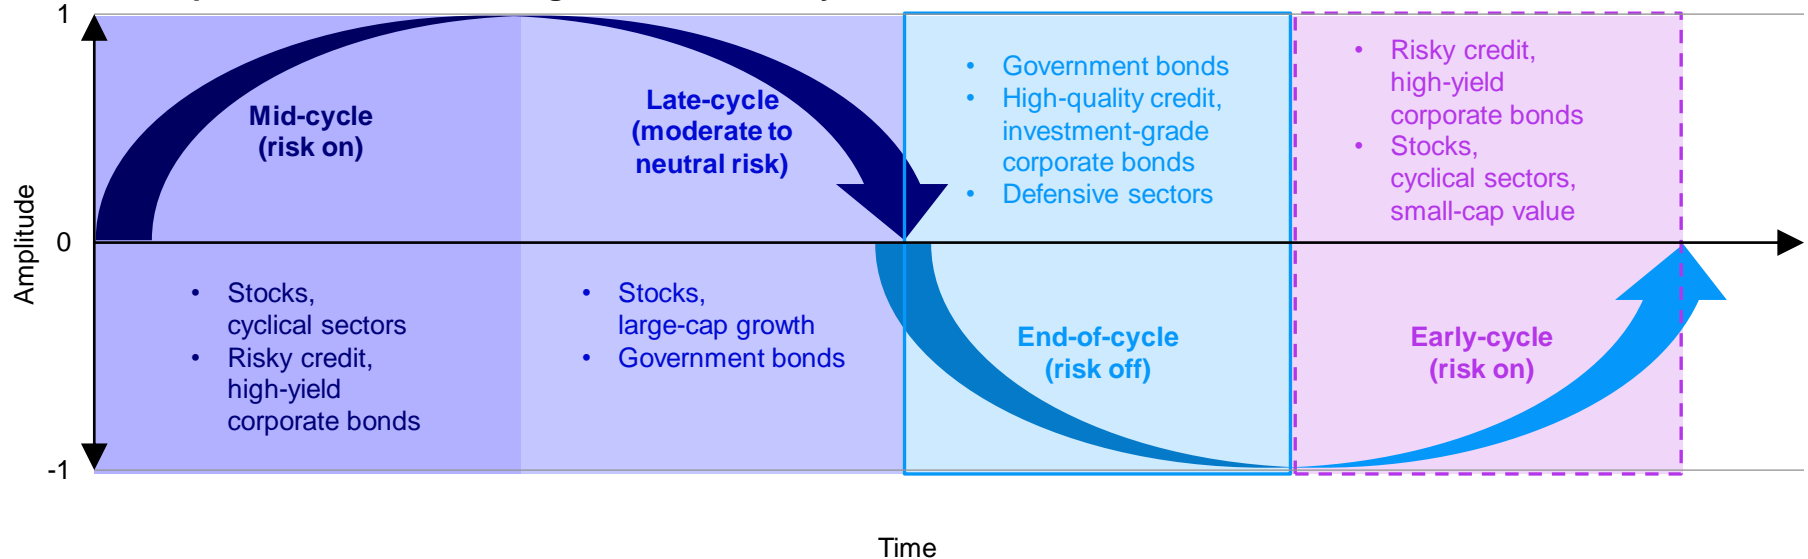 1
Mid-cycle
(risk on)
Late-cycle
(moderate to
neutral risk)
• Government bonds
• High-quality credit,
investment-grade
corporate bonds
• Defensive sectors
• Risky credit,
high-yield
corporate bonds
• Stocks,
cyclical sectors,
small-cap value
Amplitude
0
• Stocks,
cyclical sectors
• Risky credit,
high-yield
corporate bonds
• Stocks,
large-cap growth
• Government bonds
End-of-cycle
(risk off)
Early-cycle
(risk on)
-1
Time